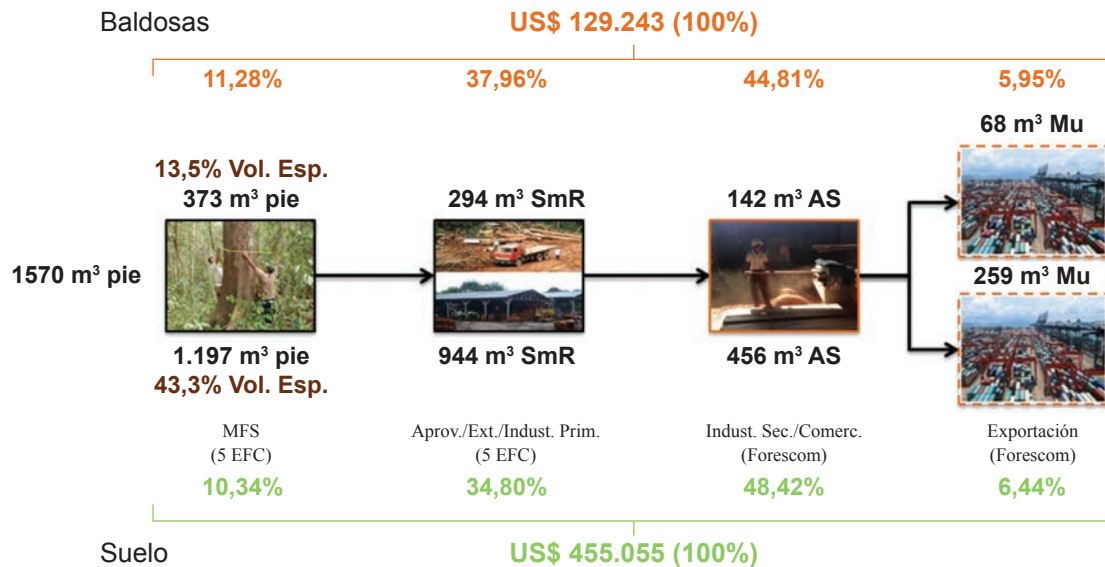 Baldosas
US$ 129.243 (100%)
11,28%
37,96%
44,81%
5,95%
68 m³ Mu
13,5% Vol. Esp.
373 m³ pie
294 m³ SmR
142 m³ AS
1570 m³ pie
259 m³ Mu
1.197 m³ pie
944 m³ SmR
456 m³ AS
43,3% Vol. Esp.
MFS
(5 EFC)
Aprov./Ext./Indust. Prim.
(5 EFC)
Indust. Sec./Comerc.
(Forescom)
Exportación
(Forescom)
10,34%
34,80%
48,42%
6,44%
Suelo
US$ 455.055 (100%)